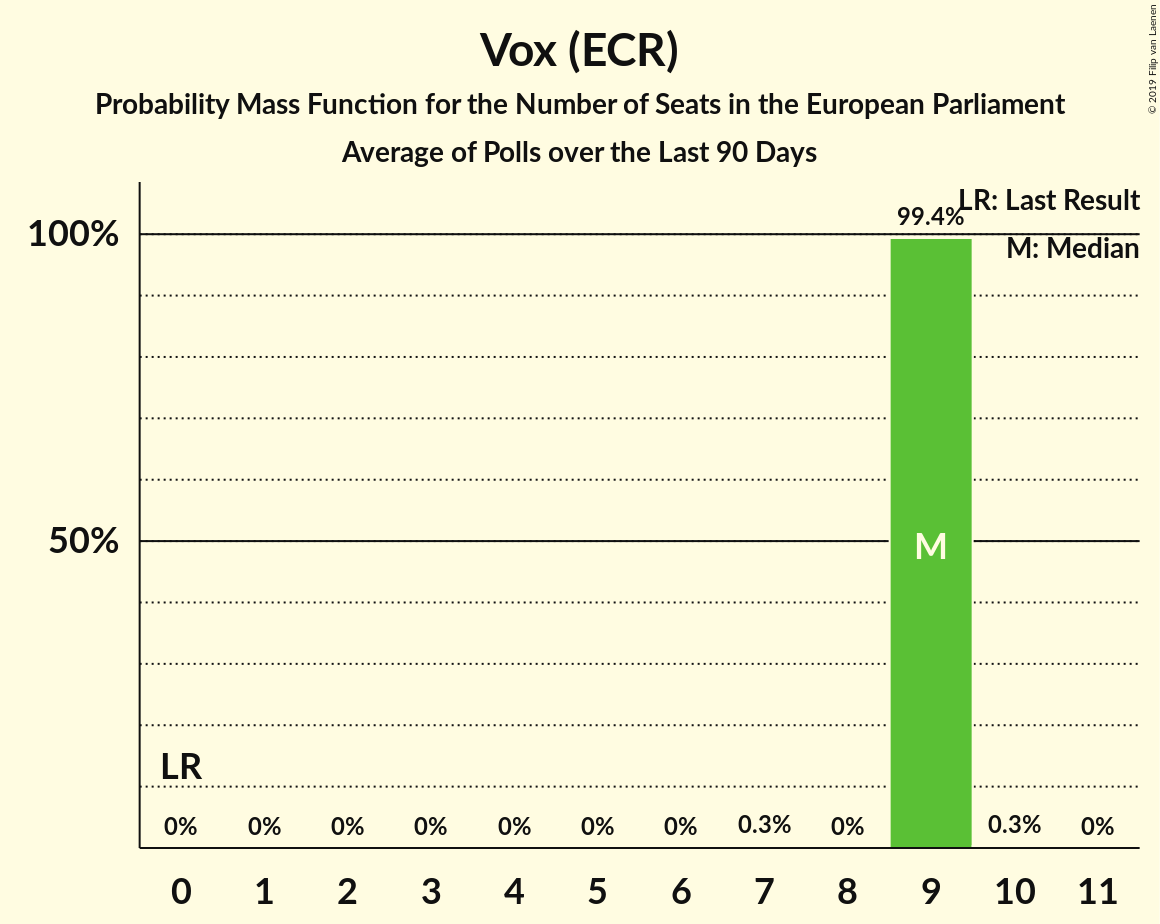 Vox (ECR)
Probability Mass Function for the Number of Seats in the European Parliament
Average of Polls over the Last 90 Days
© 2019 Filip van Laenen
LR: Last Result
M: Median
99.4%
100%
50%
M
LR
0% 0% 0% 0% 0% 0% 0% 0.3% 0% 0.3% 0%
0 1 2 3 4 5 6 7 8 9 10 11